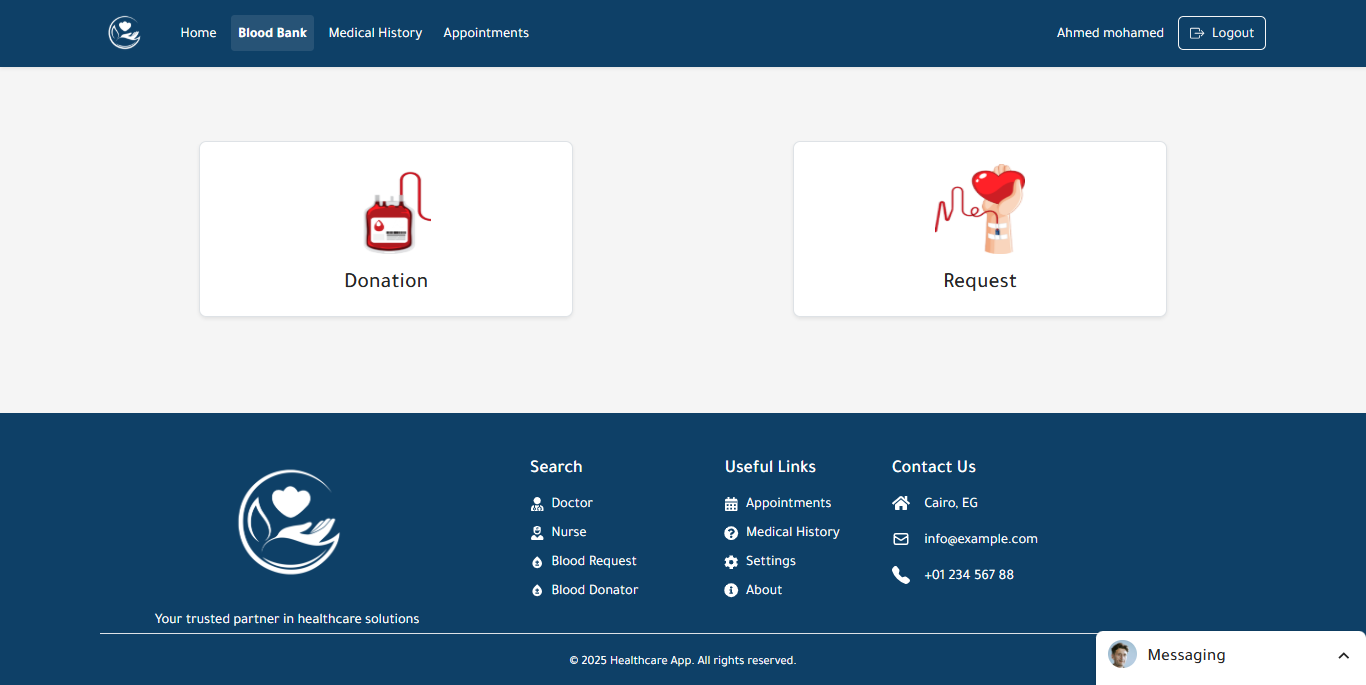 Home Blood Bank Medical History Appointments Ahmed mohamed Logout
Donation
Request
Search
Doctor
Nurse
Blood Request
Blood Donator
Useful Links
Appointments
Medical History
Settings
About
Contact Us
Cairo, EG
info@example.com
+01 234 567 88
Your trusted partner in healthcare solutions
© 2025 Healthcare App. All rights reserved.
Messaging